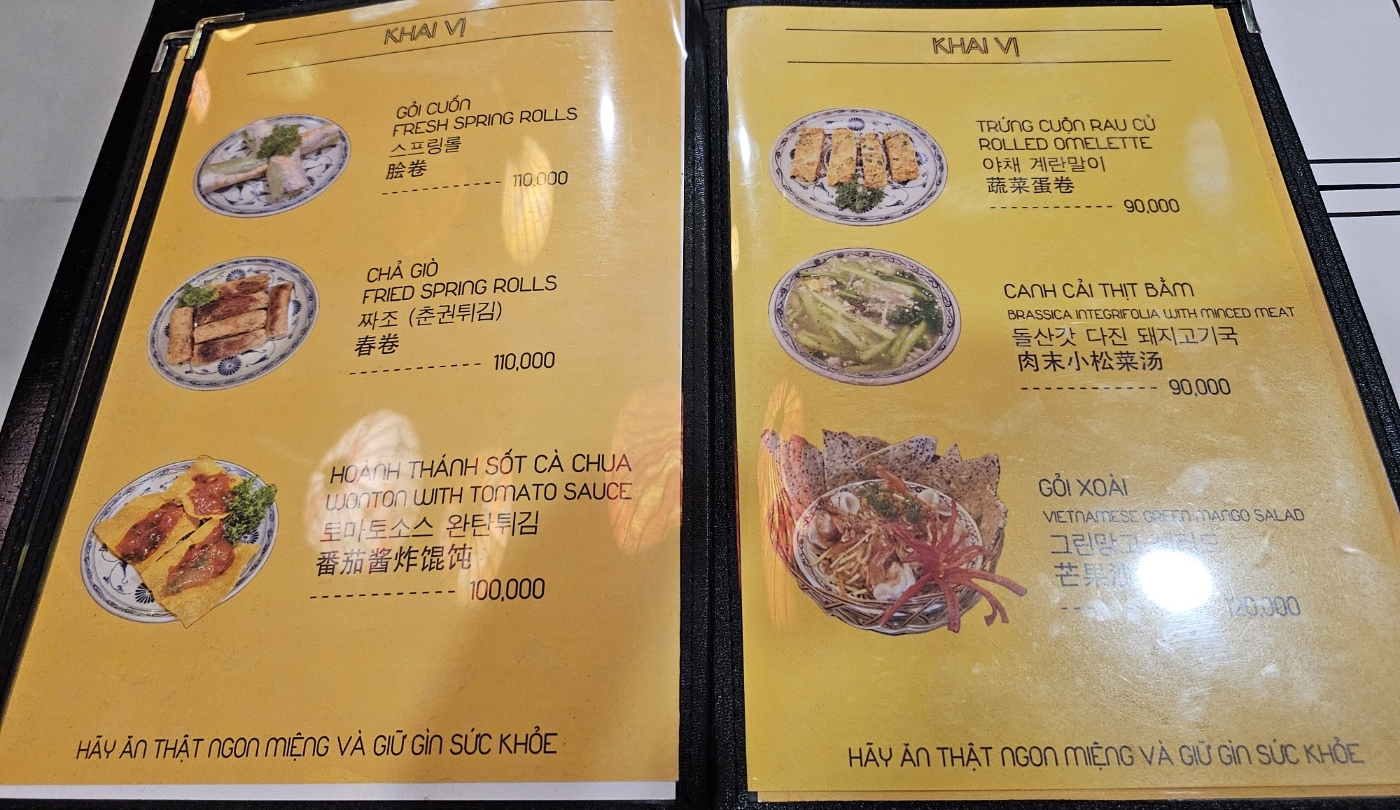 KHAI VỊ
GỎI CUỐN
FRESH SPRING ROLLS
스프링롤
脍卷
110,000
CHẢ GIÒ
FRIED SPRING ROLLS
짜조 (춘권튀김)
春卷
110,000
HOÀNH THÁNH SỐT CÀ CHUA
WONTON WITH TOMATO SAUCE
토마토소스 완탄튀김
番茄酱炸馄饨
100,000
HÃY ĂN THẬT NGON MIỆNG VÀ GIỮ GÌN SỨC KHỎE
KHAI VỊ
TRỨNG CUỘN RAU CỦ
ROLLED OMELETTE
야채 계란말이
蔬菜蛋卷
90,000
CANH CẢI THỊT BẰM
BRASSICA INTEGRIFOLIA WITH MINCED MEAT
돌산갓 다진 돼지고기국
肉末小松菜汤
90,000
GỎI XOÀI
VIETNAMESE GREEN MANGO SALAD
芒果
120,000
HÃY ĂN THẬT NGON MIỆNG VÀ GIỮ GÌN SỨC KHỎE